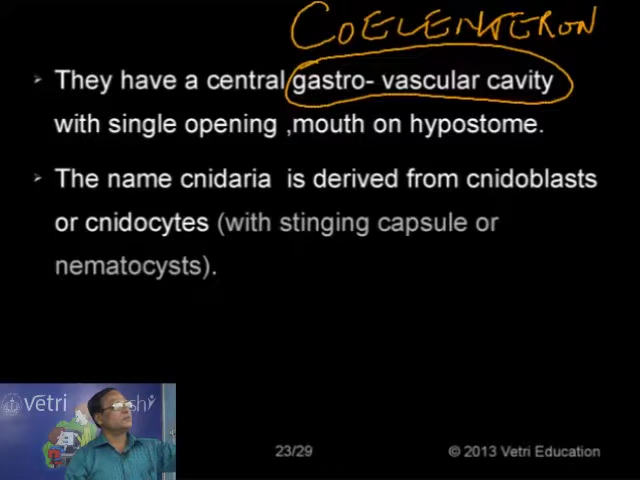 COELENTERON
➢ They have a central gastro- vascular cavity
with single opening ,mouth on hypostome.
➢ The name cnidaria is derived from cnidoblasts
or cnidocytes (with stinging capsule or
nematocysts).
vetri
23/29
© 2013 Vetri Education